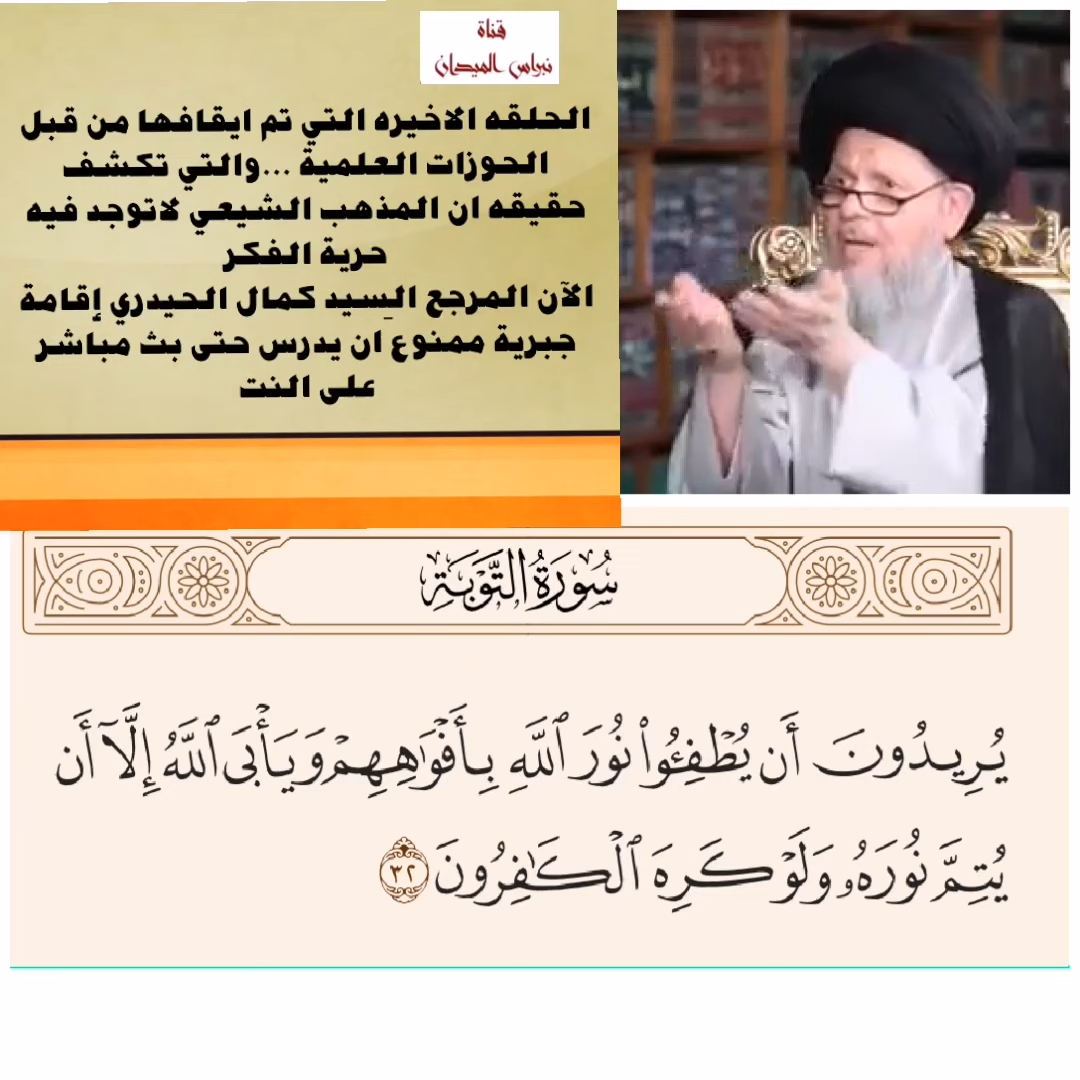 قناة
نبراس الميدان
الحلقه الاخيره التي تم ايقافها من قبل
الحوزات العلمية ...والتي تكشف
حقيقه ان المذهب الشيعي لاتوجد فيه
حرية الفكر
الآن المرجع السيد كمال الحيدري إقامة
جبرية ممنوع ان يدرس حتى بث مباشر
على النت
سُورَةُ التَّوۡبَةِ
يُرِيدُونَ أَن يُطۡفِـُٔواْ نُورَ ٱللَّهِ بِأَفۡوَٰهِهِمۡ وَيَأۡبَى ٱللَّهُ إِلَّآ أَن
يُتِمَّ نُورَهُۥ وَلَوۡ كَرِهَ ٱلۡكَٰفِرُونَ ٣٢